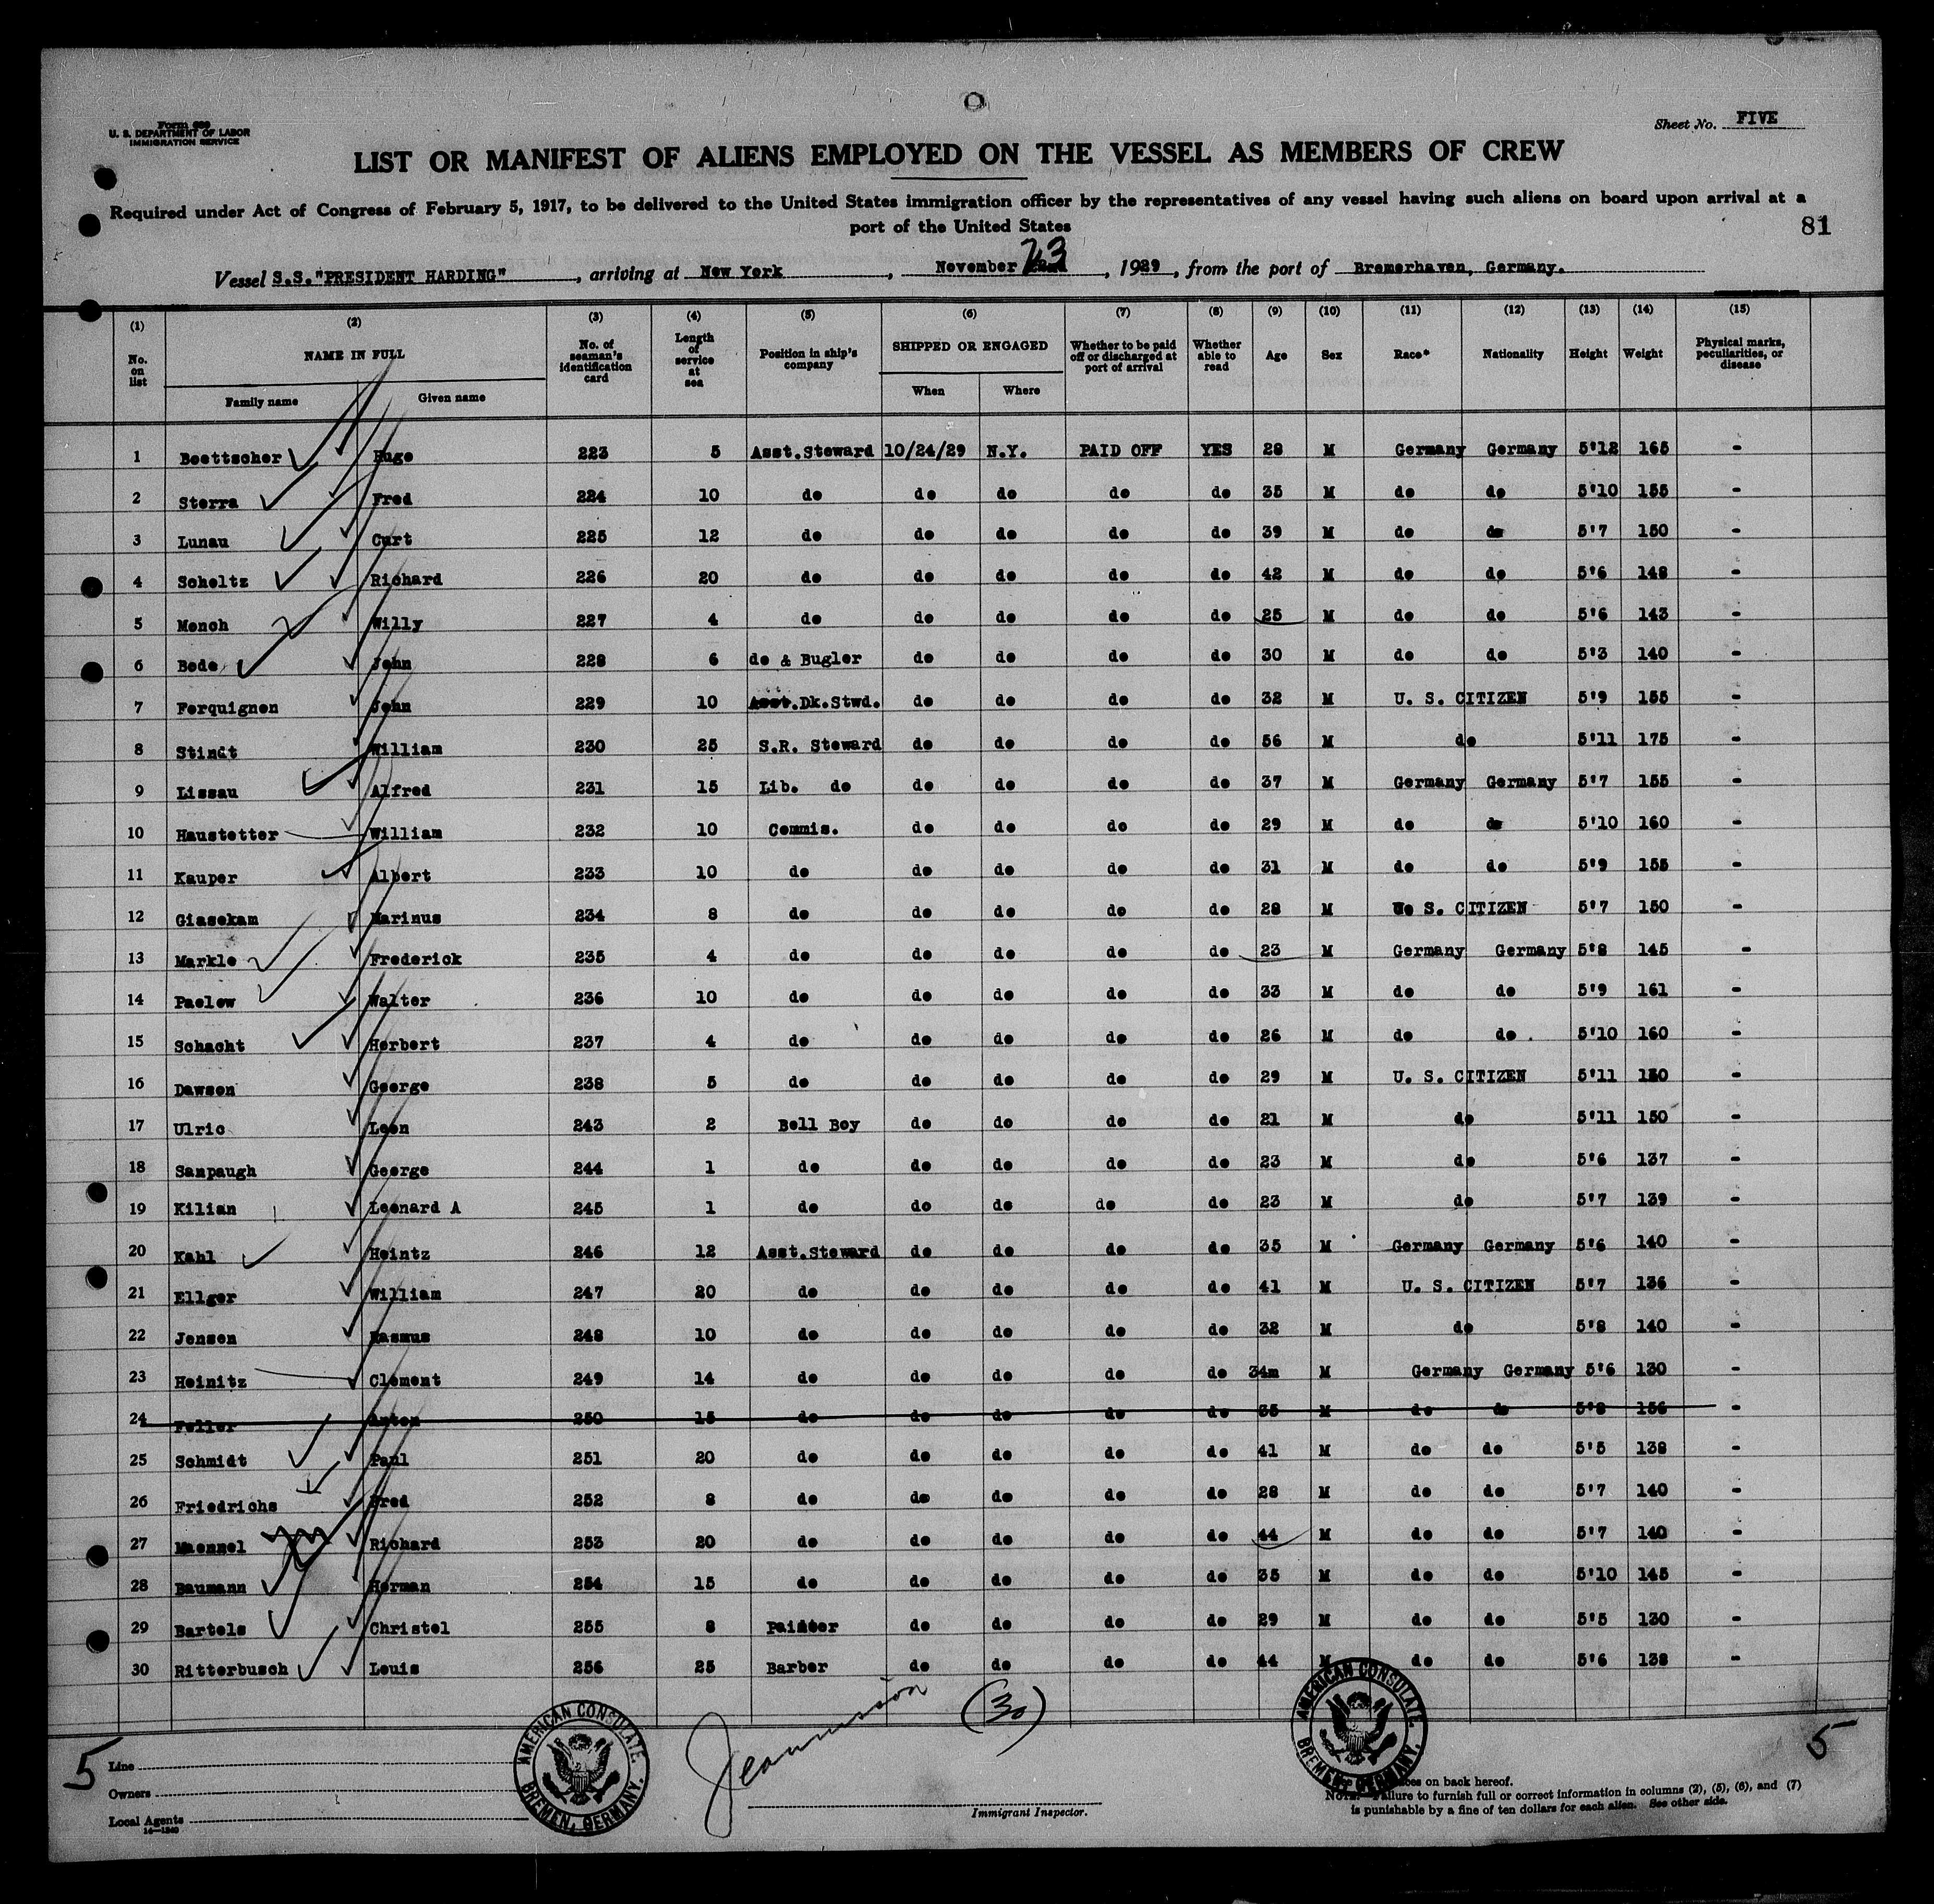 Form 689
U. S. DEPARTMENT OF LABOR
IMMIGRATION SERVICE
Sheet No. FIVE
LIST OR MANIFEST OF ALIENS EMPLOYED ON THE VESSEL AS MEMBERS OF CREW
Required under Act of Congress of February 5, 1917, to be delivered to the United States immigration officer by the representatives of any vessel having such aliens on board upon arrival at a
port of the United States
81
Vessel S.S."PRESIDENT HARDING", arriving at New York, November 23, 1929, from the port of Bremerhaven, Germany.
(1) (2) (3) (4) (5) (6) (7) (8) (9) (10) (11) (12) (13) (14) (15)
No. on list NAME IN FULL No. of seaman's identification card Length of service at sea Position in ship's company SHIPPED OR ENGAGED Whether to be paid off or discharged at port of arrival Whether able to read Age Sex Race* Nationality Height Weight Physical marks, peculiarities, or disease
Family name Given name When Where
1 Boettscher Hugo 223 5 Asst.Steward 10/24/29 N.Y. PAID OFF YES 28 M Germany Germany 5'12 165 -
2 Sterra Fred 224 10 do do do do do 35 M do do 5'10 155 -
3 Lunau Curt 225 12 do do do do do 39 M do do 5'7 150 -
4 Scholtz Richard 226 20 do do do do do 42 M do do 5'6 148 -
5 Monch Willy 227 4 do do do do do 25 M do do 5'6 143 -
6 Bode John 228 6 do & Bugler do do do do 30 M do do 5'3 140 -
7 Ferquignon John 229 10 Asst.Dk.Stwd. do do do do 32 M U. S. CITIZEN 5'9 155 -
8 Stindt William 230 25 S.R. Steward do do do do 56 M do 5'11 175 -
9 Lissau Alfred 231 15 Lib. do do do do do 37 M Germany Germany 5'7 155 -
10 Haustetter William 232 10 Commis. do do do do 29 M do do 5'10 160 -
11 Kauper Albert 233 10 do do do do do 31 M do do 5'9 155 -
12 Giasekam Marinus 234 8 do do do do do 28 M U. S. CITIZEN 5'7 150 -
13 Markle Frederick 235 4 do do do do do 23 M Germany Germany 5'8 145 -
14 Paelow Walter 236 10 do do do do do 33 M do do 5'9 161 -
15 Schacht Herbert 237 4 do do do do do 26 M do do . 5'10 160 -
16 Dawson George 238 5 do do do do do 29 M U. S. CITIZEN 5'11 150 -
17 Ulric Leon 243 2 Bell Boy do do do do 21 M do 5'11 150 -
18 Sanpaugh George 244 1 do do do do do 23 M do 5'6 137 -
19 Kilian Leonard A 245 1 do do do do do 23 M do 5'7 139 -
20 Kahl Heintz 246 12 Asst.Steward do do do do 35 M Germany Germany 5'6 140 -
21 Ellger William 247 20 do do do do do 41 M U. S. CITIZEN 5'7 136 -
22 Jensen Rasmus 248 10 do do do do do 32 M do 5'8 140 -
23 Heinitz Clement 249 14 do do do do do 34m M Germany Germany 5'6 130 -
24 Feller Anton 250 15 do do do do do 35 M do do 5'8 156 -
25 Schmidt Paul 251 20 do do do do do 41 M do do 5'5 138 -
26 Friedrichs Fred 252 8 do do do do do 28 M do do 5'7 140 -
27 Maennel Richard 253 20 do do do do do 44 M do do 5'7 140 -
28 Baumann Herman 254 15 do do do do do 35 M do do 5'10 145 -
29 Bartels Christel 255 8 Painter do do do do 29 M do do 5'5 130 -
30 Ritterbusch Louis 256 25 Barber do do do do 44 M do do 5'6 138 -
(30)
5
5
Line
Owners
Local Agents
14—1240
AMERICAN CONSULATE, BREMEN, GERMANY.
Immigrant Inspector.
AMERICAN CONSULATE, BREMEN, GERMANY.
on back hereof.
NOTE.—Failure to furnish full or correct information in columns (2), (5), (6), and (7)
is punishable by a fine of ten dollars for each alien. See other side.